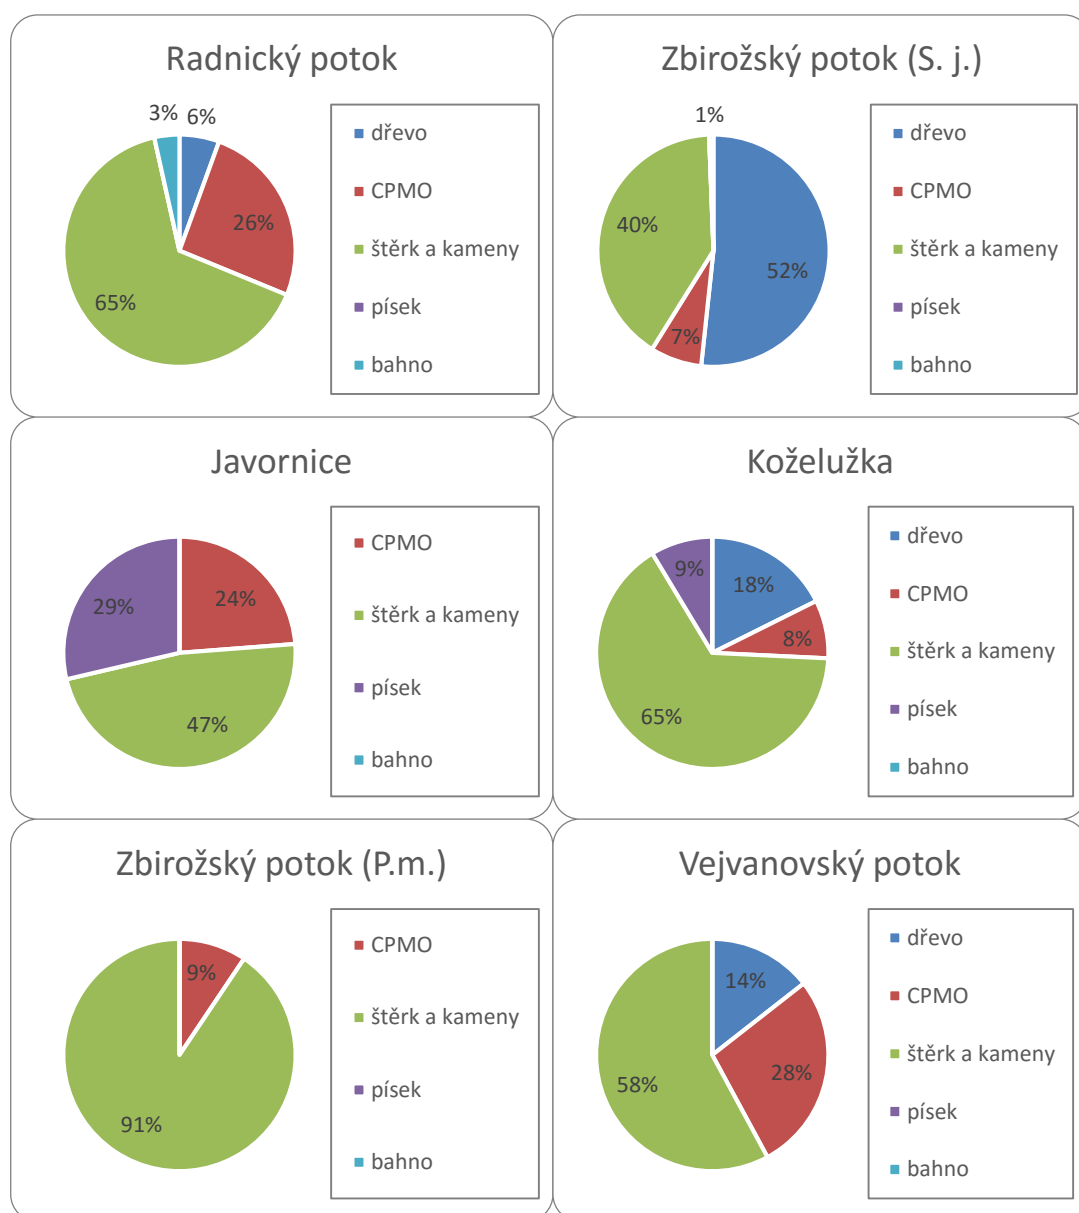 Radnický potok
3%
6%
26%
65%
dřevo
CPMO
štěrk a kameny
písek
bahno
Zbirožský potok (S. j.)
1%
40%
52%
7%
dřevo
CPMO
štěrk a kameny
písek
bahno
Javornice
29%
24%
47%
CPMO
štěrk a kameny
písek
bahno
Koželužka
9%
18%
8%
65%
dřevo
CPMO
štěrk a kameny
písek
bahno
Zbirožský potok (P.m.)
9%
91%
CPMO
štěrk a kameny
písek
bahno
Vejvanovský potok
14%
28%
58%
dřevo
CPMO
štěrk a kameny
písek
bahno